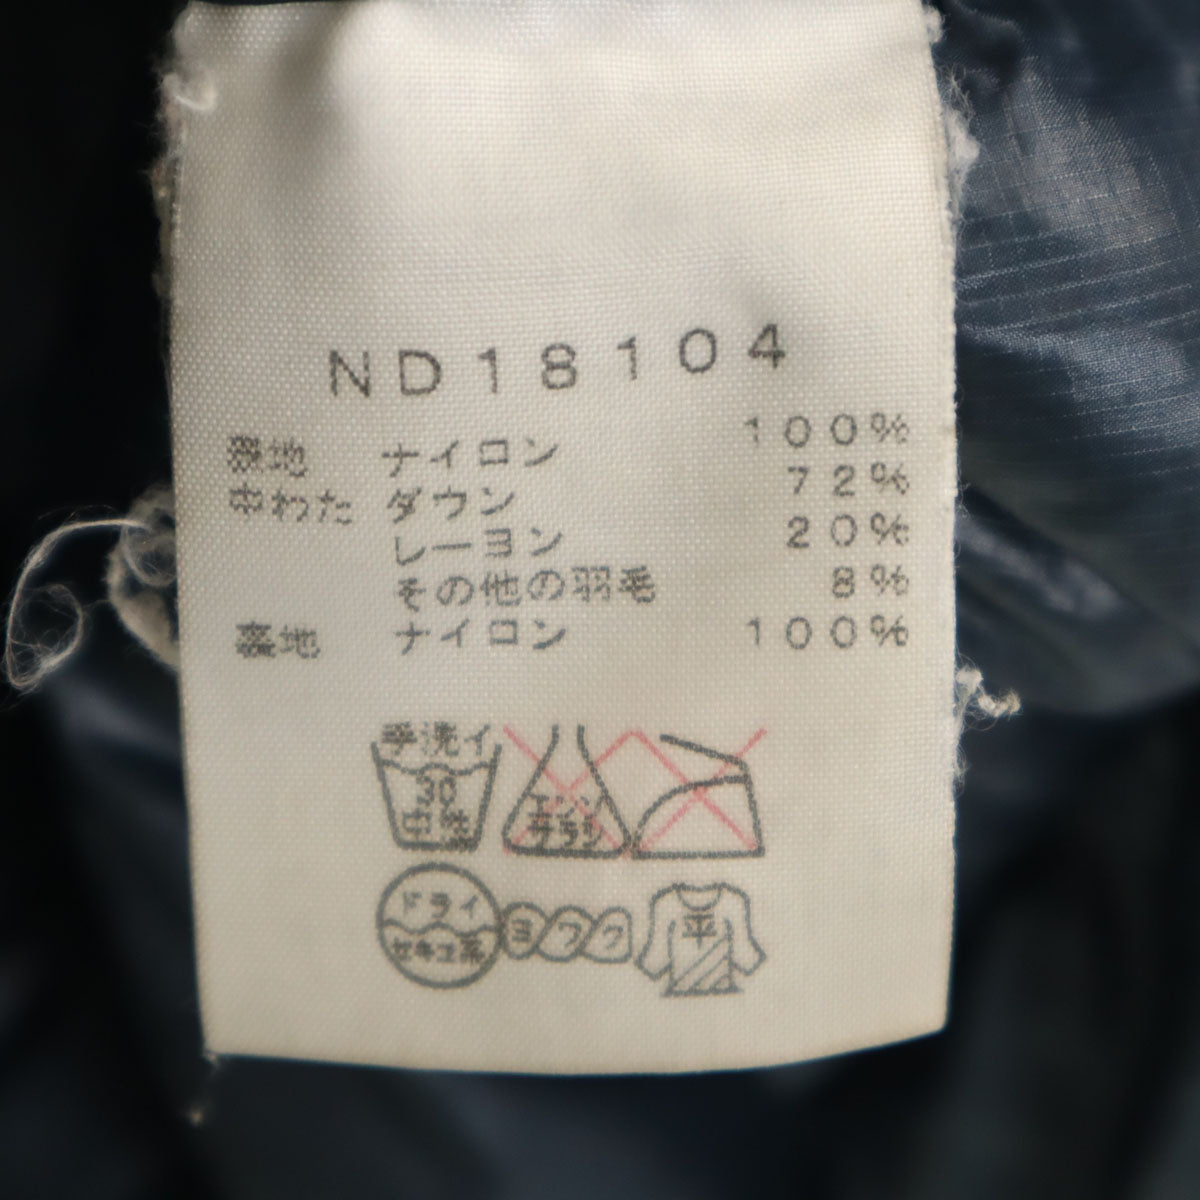 ND18104
表地 ナイロン 100%
中わた ダウン 72%
レーヨン 20%
その他の羽毛 8%
裏地 ナイロン 100%
手洗イ
30
中性
エンソ
サラシ
ドライ
セキユ系
ヨワク
平